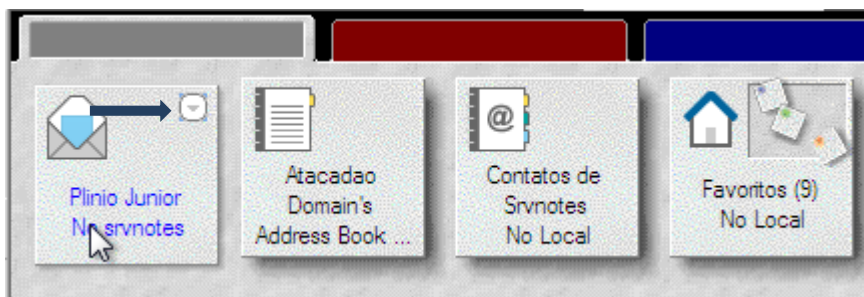 Plinio Junior
No srvnotes
Atacadao
Domain's
Address Book ...
@
Contatos de
Srvnotes
No Local
Favoritos (9)
No Local